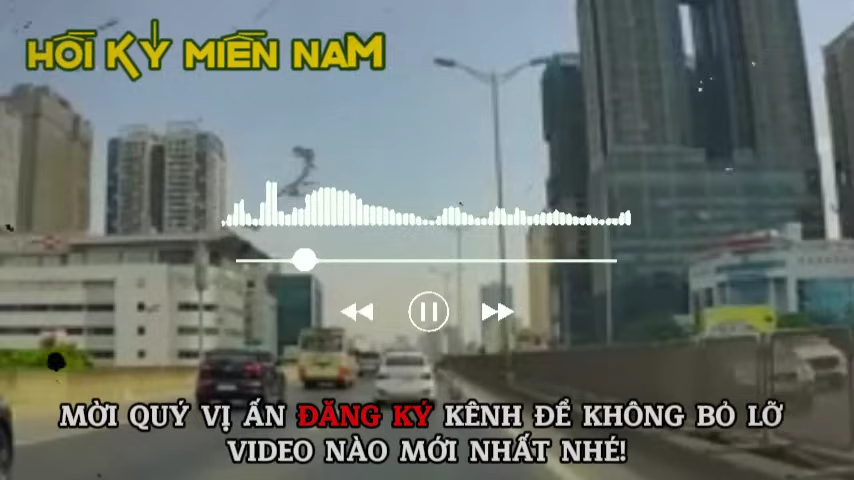 HỒI KÝ MIỀN NAM
MỜI QUÝ VỊ ẤN ĐĂNG KÝ KÊNH ĐỂ KHÔNG BỎ LỠ
VIDEO NÀO MỚI NHẤT NHÉ!